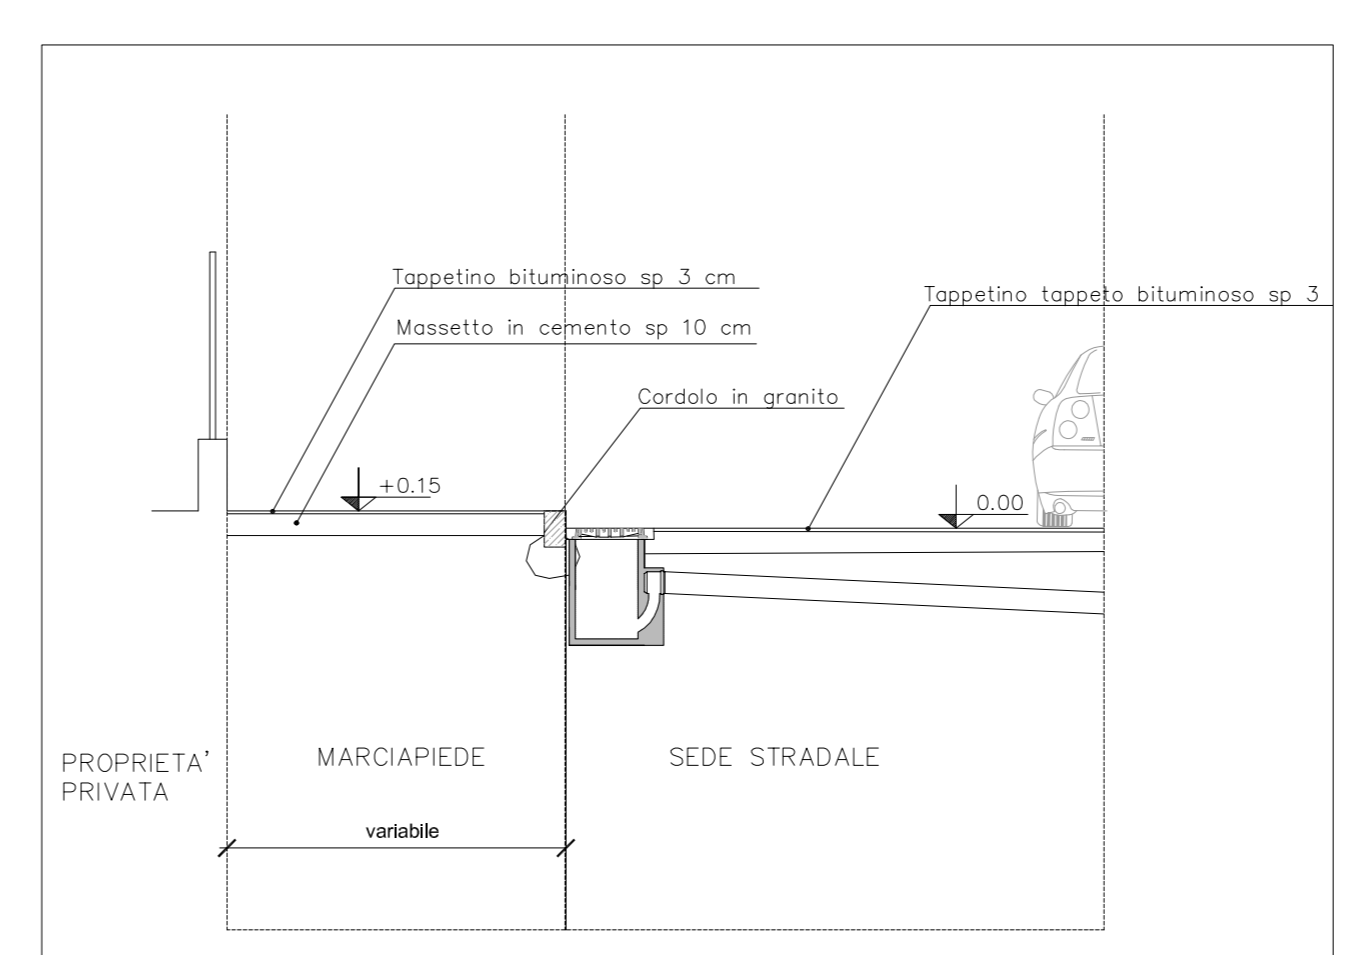 Tappetino bituminoso sp 3 cm
Tappetino tappeto bituminoso sp 3
Massetto in cemento sp 10 cm
Cordolo in granito
+0.15
0.00
PROPRIETA'
PRIVATA
MARCIAPIEDE
SEDE STRADALE
variabile